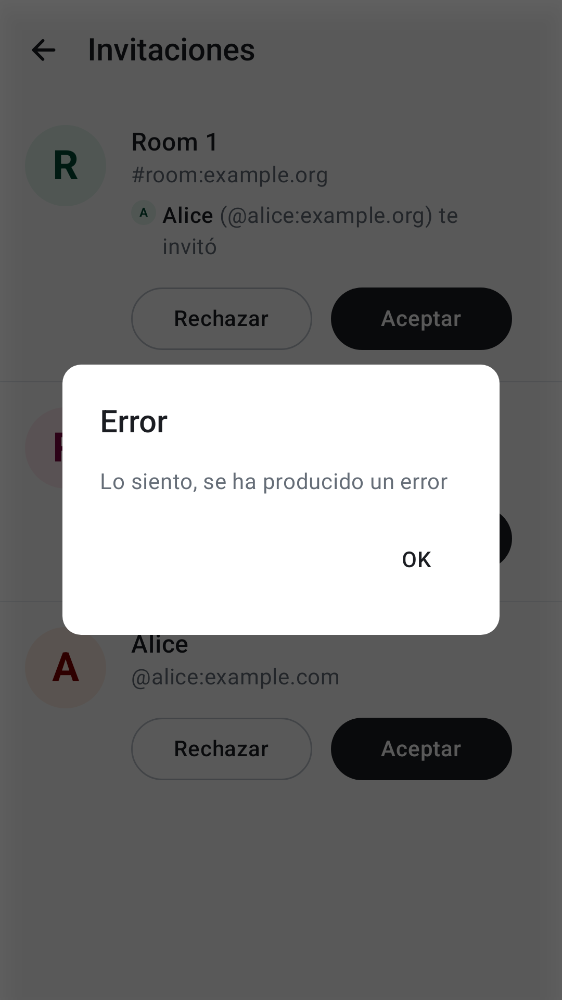 Invitaciones
R
Room 1
#room:example.org
A Alice (@alice:example.org) te
invitó
Rechazar
Aceptar
Error
Lo siento, se ha producido un error
OK
A
Alice
@alice:example.com
Rechazar
Aceptar